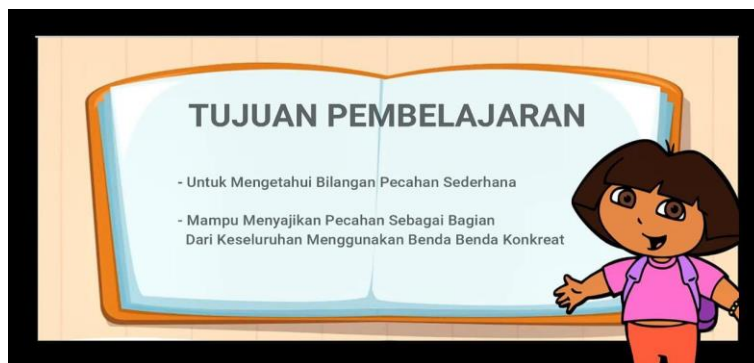 TUJUAN PEMBELAJARAN
- Untuk Mengetahui Bilangan Pecahan Sederhana
- Mampu Menyajikan Pecahan Sebagai Bagian
Dari Keseluruhan Menggunakan Benda Benda Konkreat